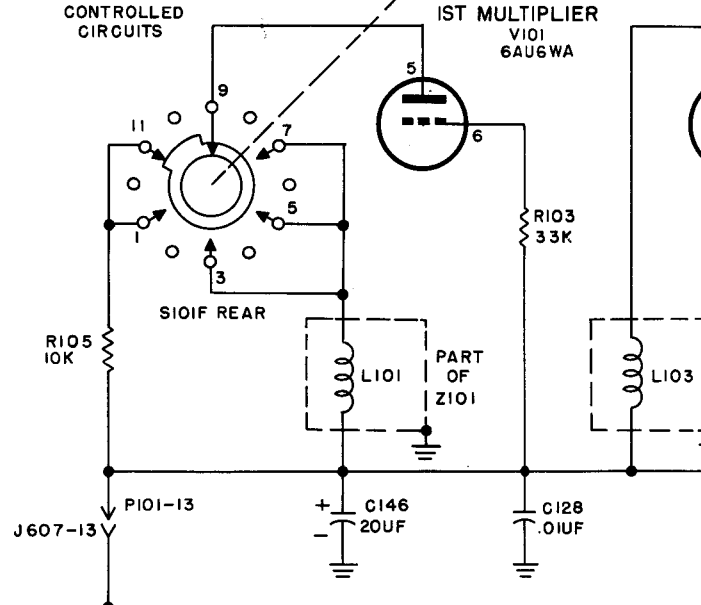 CONTROLLED
CIRCUITS
1ST MULTIPLIER
V101
6AU6WA
5
9
11
7
6
1
5
3
R103
33K
S101F REAR
R105
10K
L101
PART
OF
Z101
L103
P101-13
J607-13
+
C146
20UF
–
C128
.01UF